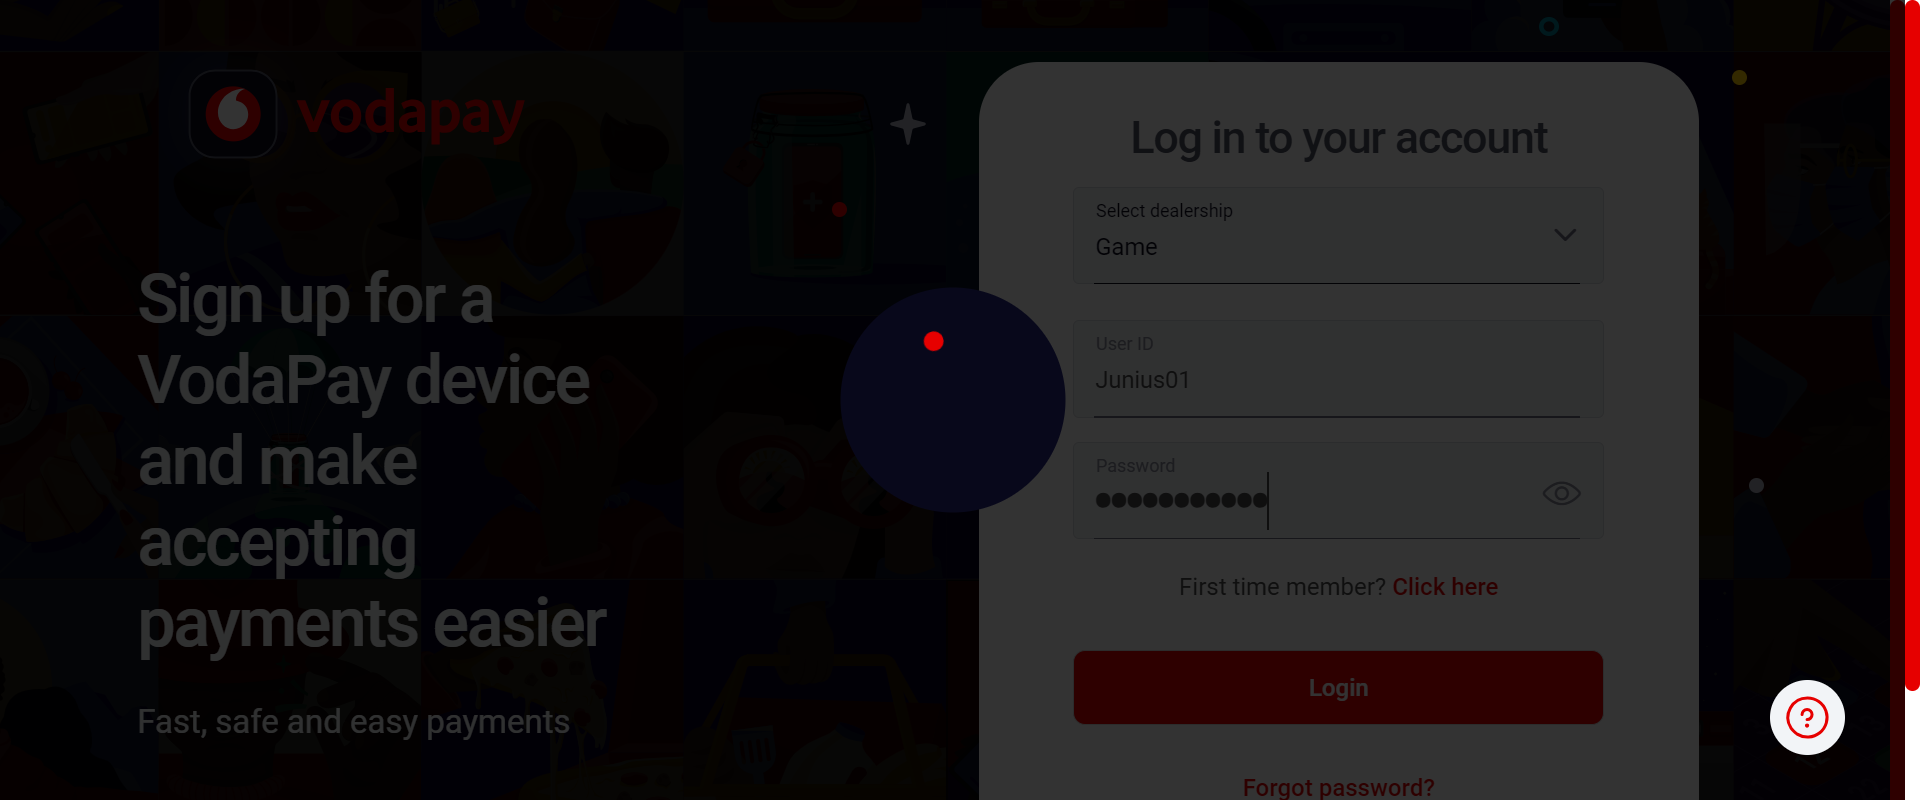 vodapay
Sign up for a
VodaPay device
and make
accepting
payments easier
Fast, safe and easy payments
Log in to your account
Select dealership
Game
User ID
Junius01
Password
●●●●●●●●●●●
First time member? Click here
Login
Forgot password?
?